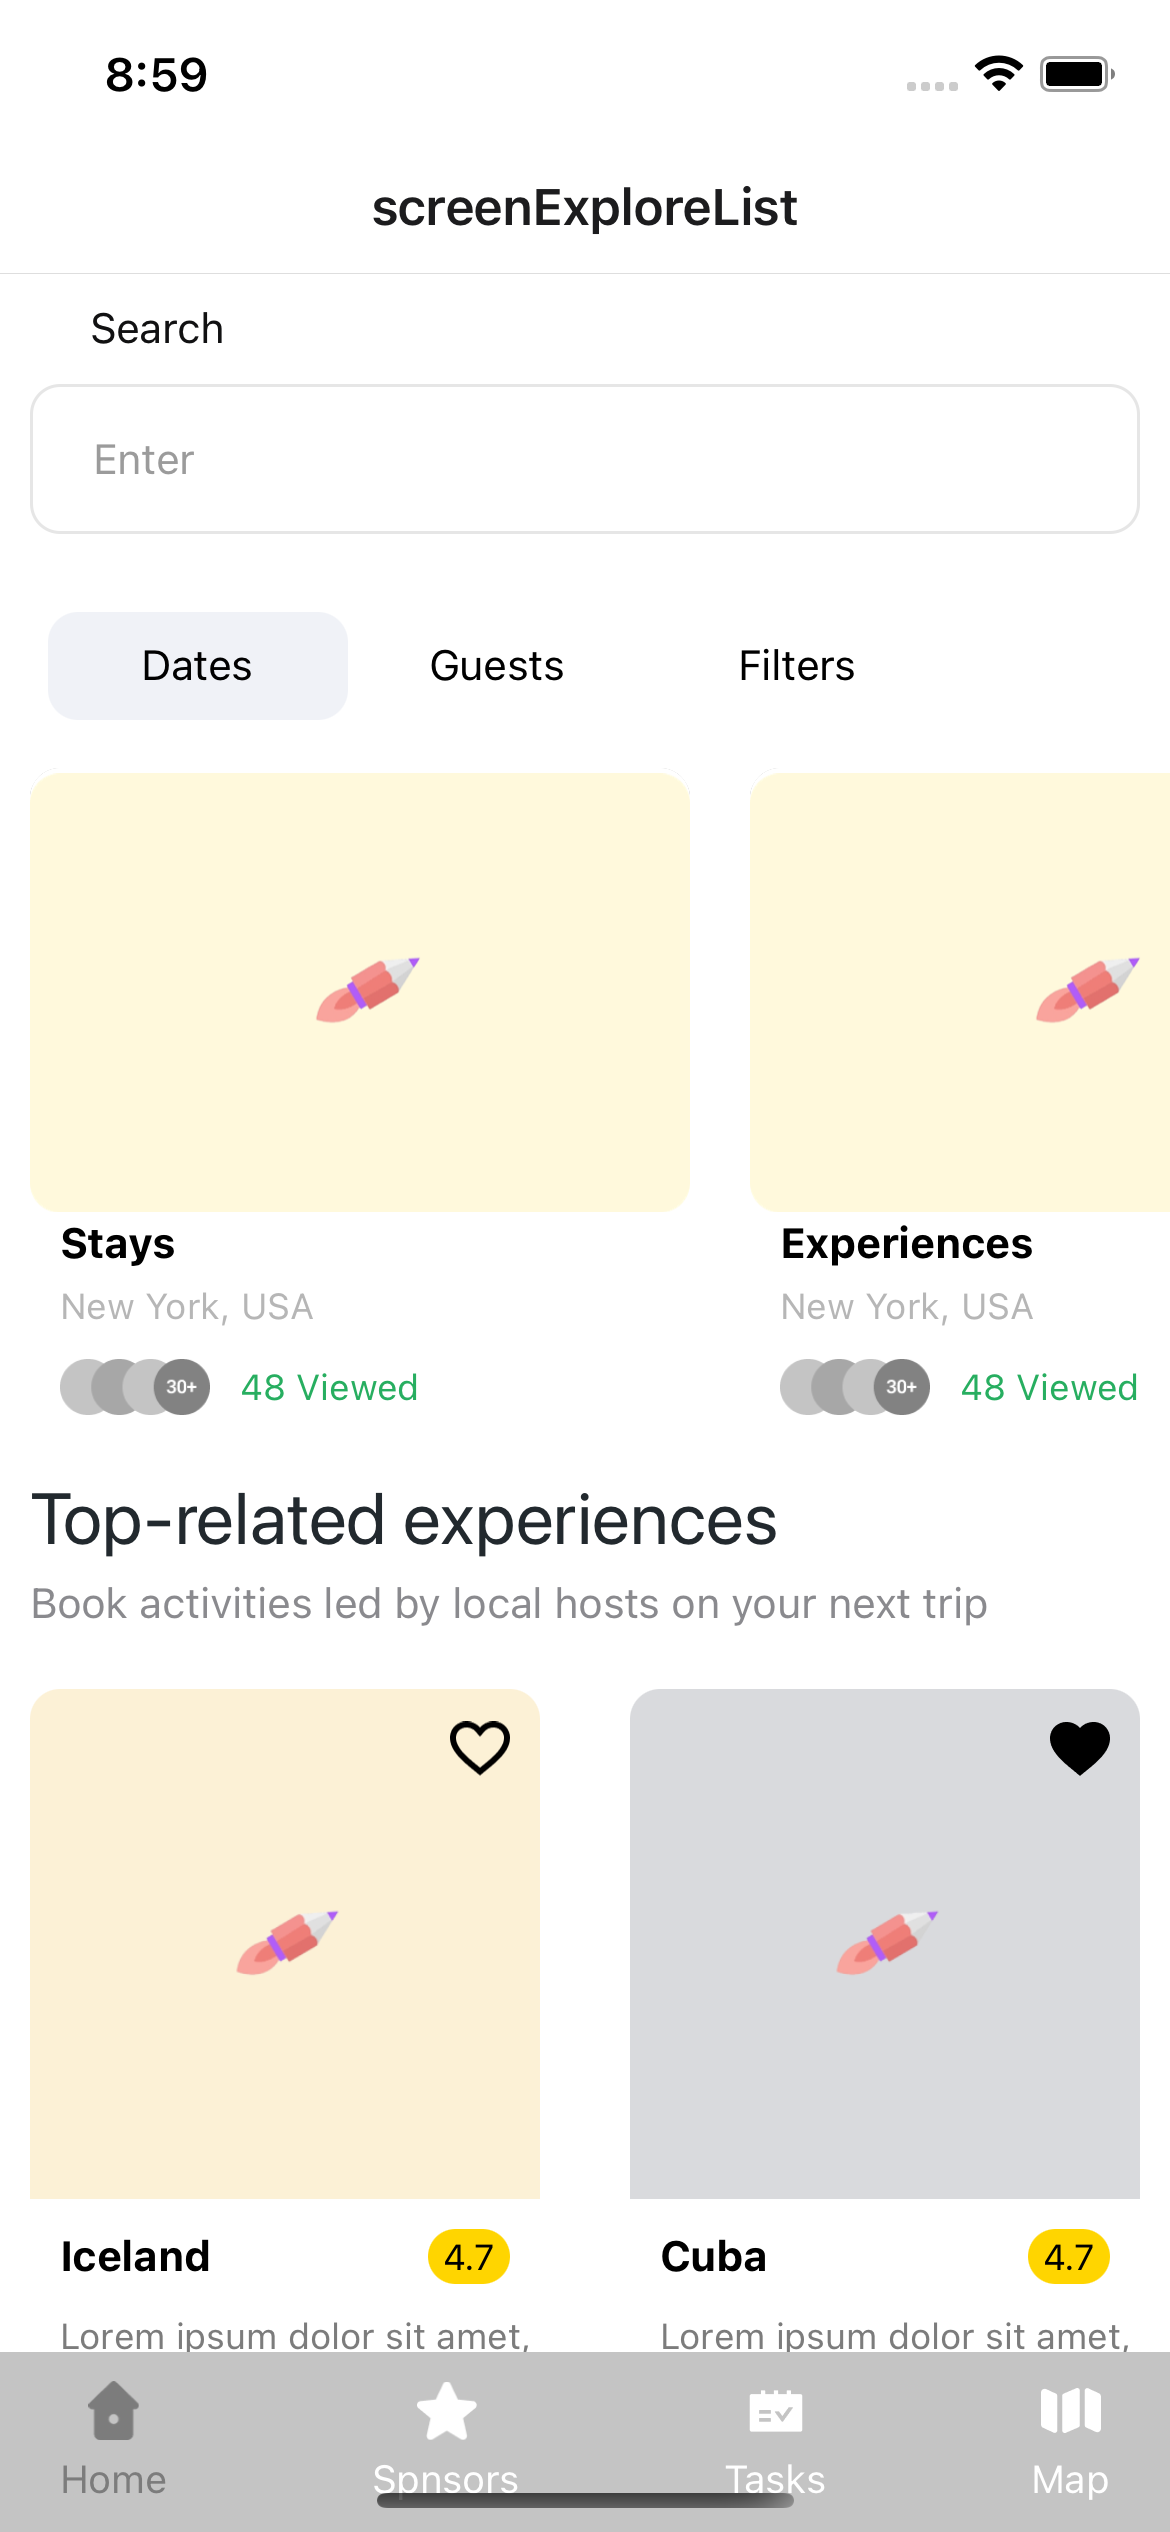 8:59
screenExploreList
Search
Enter
Dates Guests Filters
Stays Experiences
New York, USA New York, USA
30+ 48 Viewed 30+ 48 Viewed
Top-related experiences
Book activities led by local hosts on your next trip
Iceland 4.7 Cuba 4.7
Lorem ipsum dolor sit amet, Lorem ipsum dolor sit amet,
Home Spnsors Tasks Map